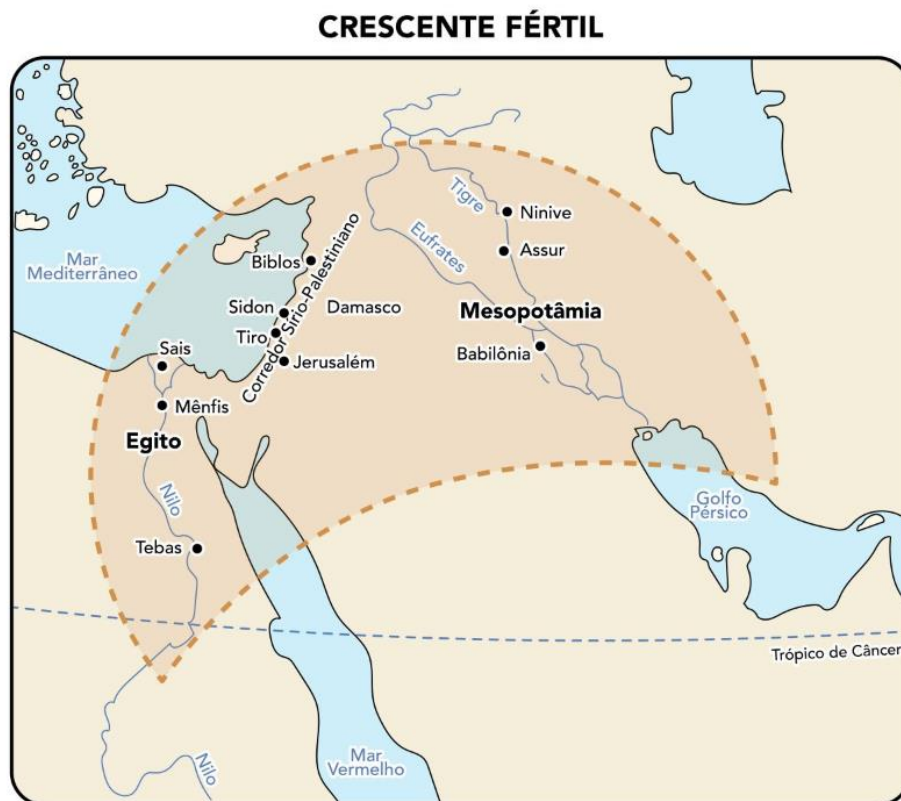 CRESCENTE FÉRTIL
Tigre
Ninive
Eufrates
Assur
Mar
Mediterrâneo
Biblos
Corredor Sírio-Palestiniano
Sidon
Damasco
Mesopotâmia
Tiro
Babilônia
Sais
Jerusalém
Mênfis
Egito
Nilo
Golfo
Pérsico
Tebas
Trópico de Câncer
Mar
Vermelho
Nilo